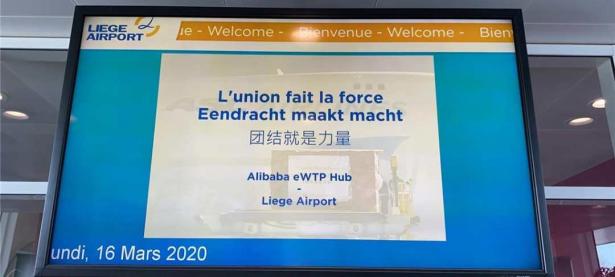 LIEGE
AIRPORT
ue - Welcome - Bienvenue - Welcome - Bien
L'union fait la force
Eendracht maakt macht
团结就是力量
Alibaba eWTP Hub
-
Liege Airport
undi, 16 Mars 2020